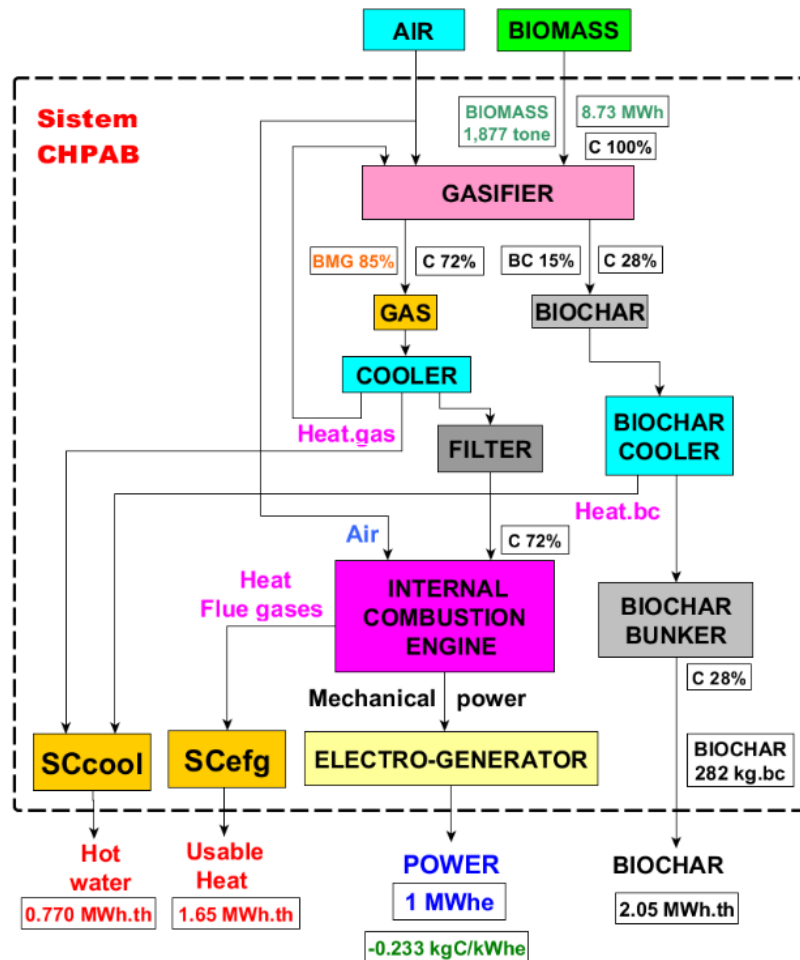 AIR
BIOMASS
Sistem
CHPAB
BIOMASS
1,877 tone
8.73 MWh
C 100%
GASIFIER
BMG 85%
C 72%
BC 15%
C 28%
GAS
BIOCHAR
COOLER
BIOCHAR
COOLER
Heat.gas
FILTER
Heat.bc
Air
C 72%
Heat
Flue gases
INTERNAL
COMBUSTION
ENGINE
BIOCHAR
BUNKER
C 28%
Mechanical power
SCcool
SCefg
ELECTRO-GENERATOR
BIOCHAR
282 kg.bc
Hot
water
0.770 MWh.th
Usable
Heat
1.65 MWh.th
POWER
1 MWhe
-0.233 kgC/kWhe
BIOCHAR
2.05 MWh.th